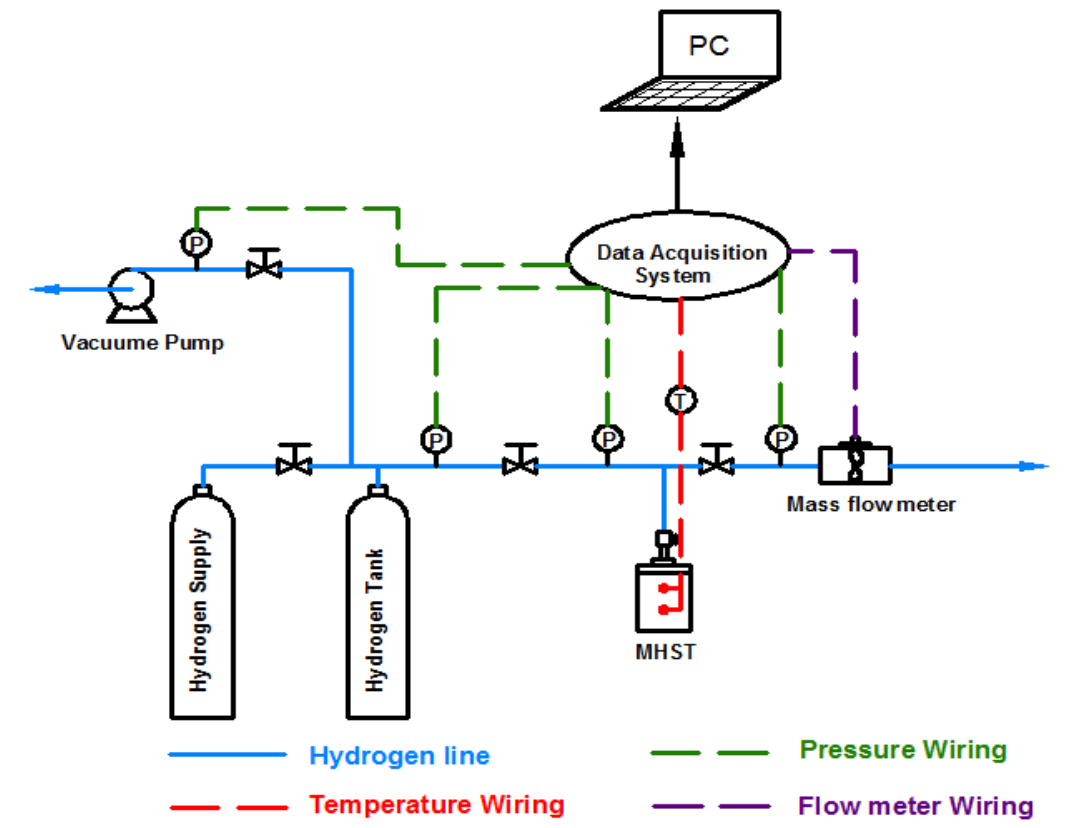 PC
Data Acquisition
System
P
Vacuume Pump
T
P
P
P
Mass flow meter
Hydrogen Supply
Hydrogen Tank
MHST
Hydrogen line
Pressure Wiring
Temperature Wiring
Flow meter Wiring